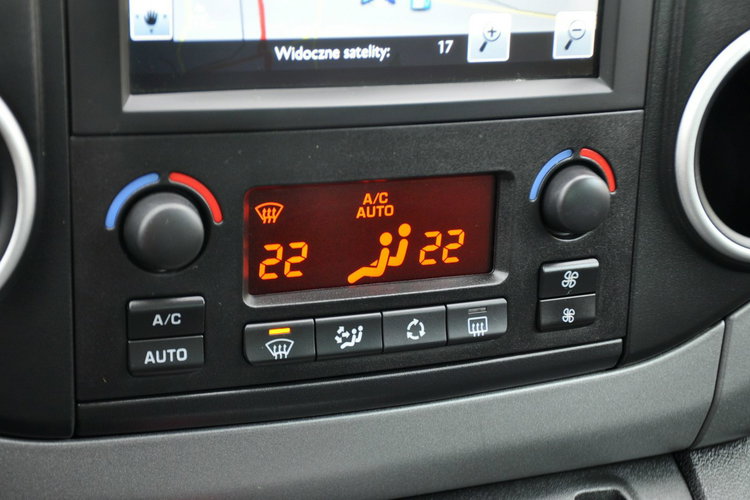 Widoczne satelity: 17
A/C
AUTO
22 22
A/C
AUTO